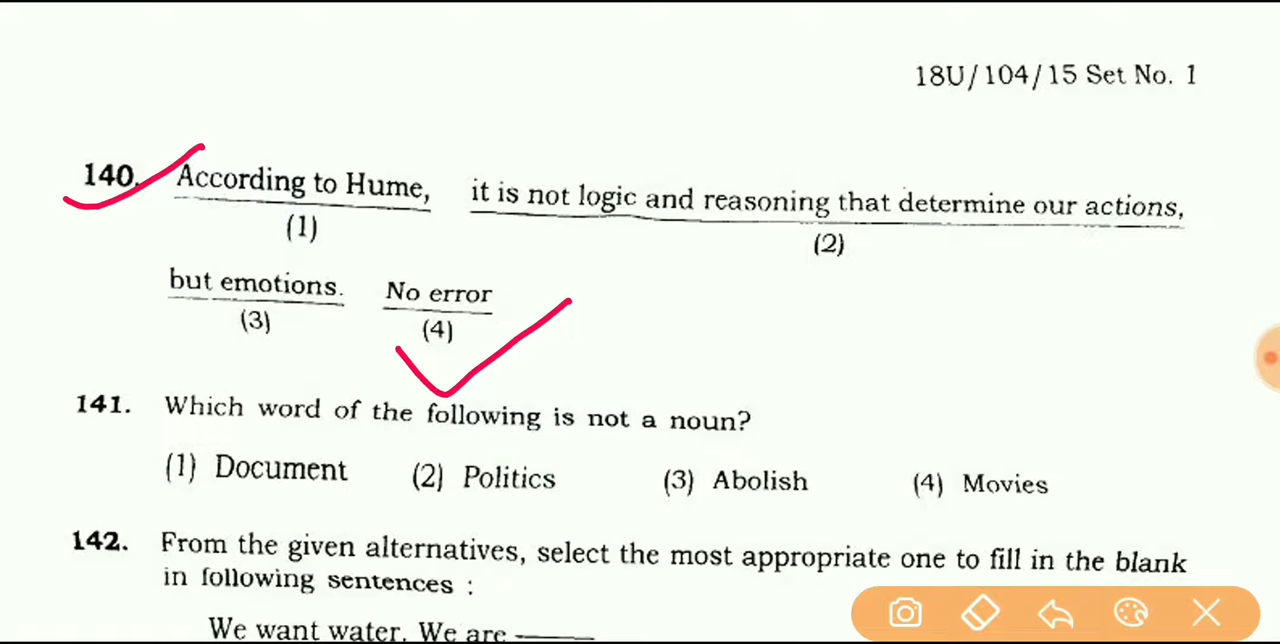 18U/104/15 Set No. 1
140. According to Hume, it is not logic and reasoning that determine our actions,
(1) (2)
but emotions. No error
(3) (4)
141. Which word of the following is not a noun?
(1) Document (2) Politics (3) Abolish (4) Movies
142. From the given alternatives, select the most appropriate one to fill in the blank
in following sentences :
We want water. We are